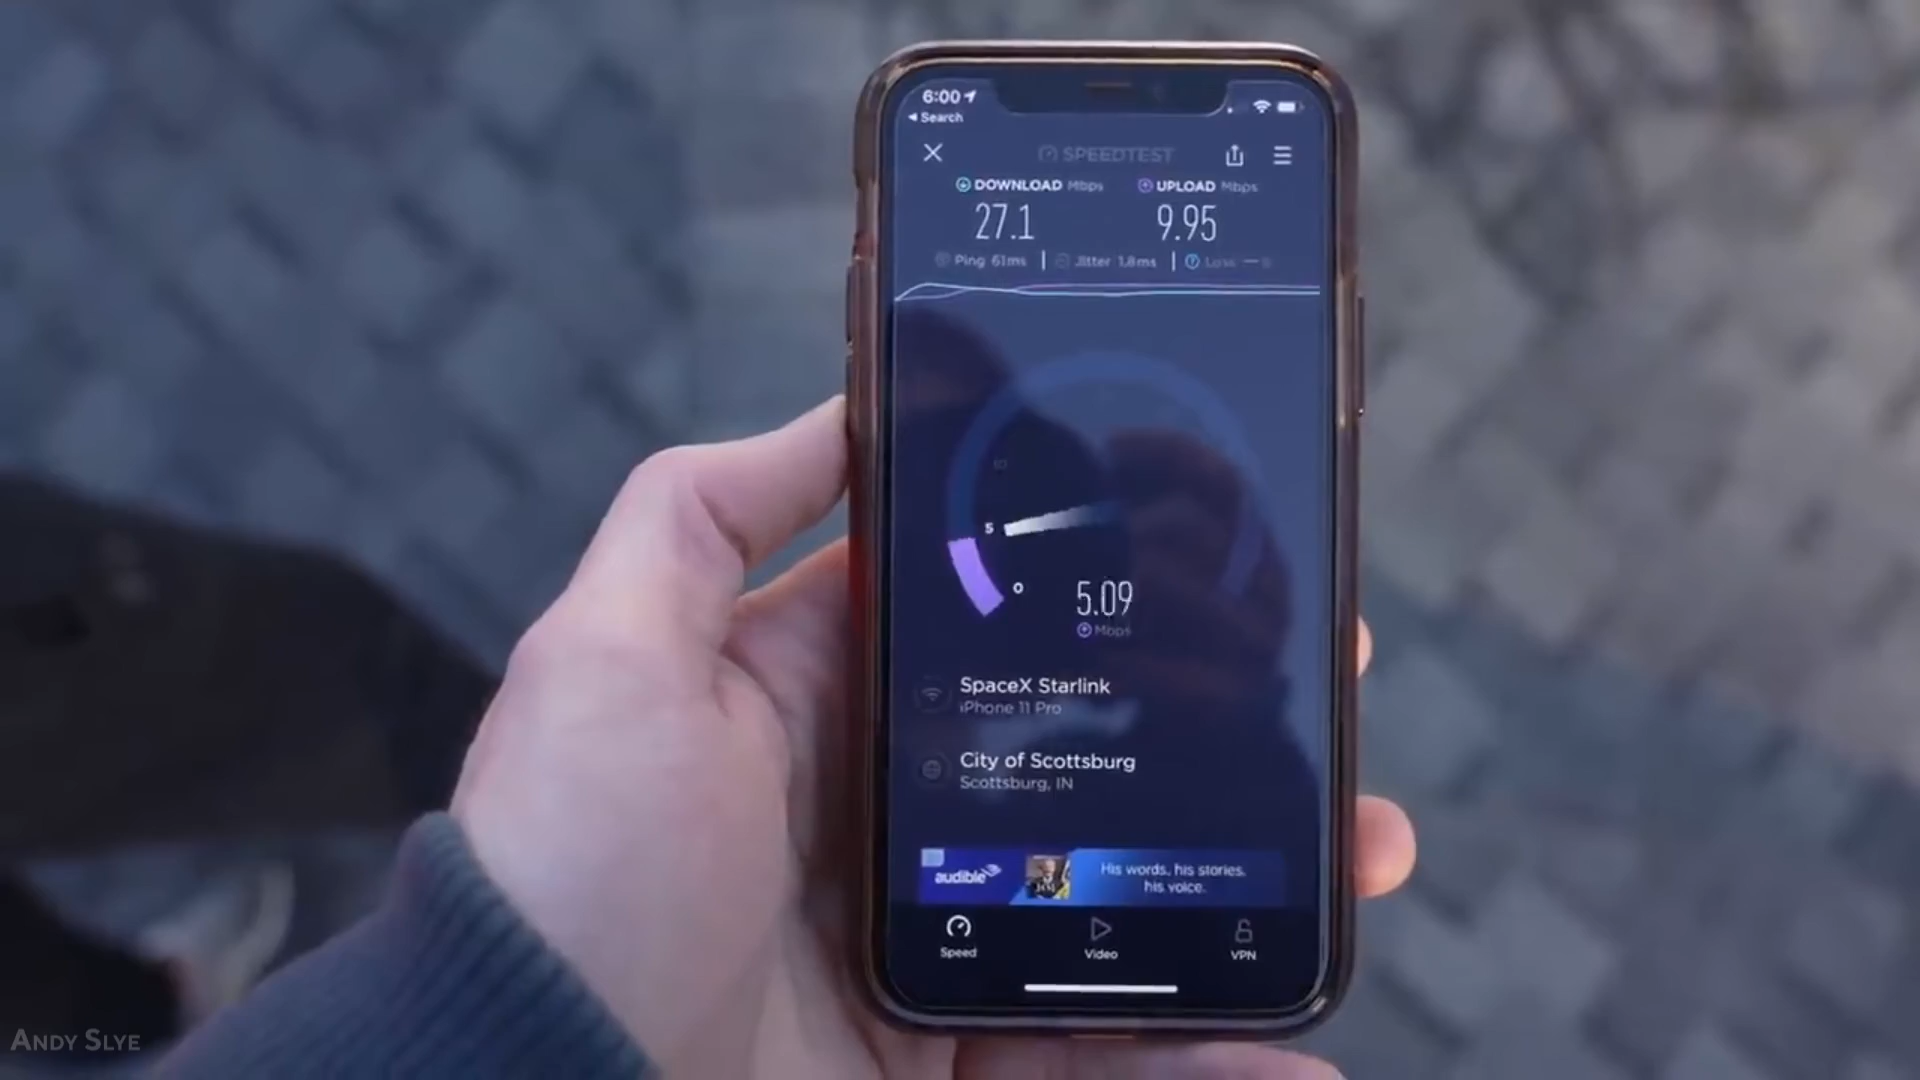 6:00
Search
SPEEDTEST
DOWNLOAD Mbps UPLOAD Mbps
27.1 9.95
Ping 61ms Jitter 1.8ms Loss —
10
5
0
5.09
Mbps
SpaceX Starlink
iPhone 11 Pro
City of Scottsburg
Scottsburg, IN
audible
His words, his stories,
his voice.
Speed Video VPN
ANDY SLYE